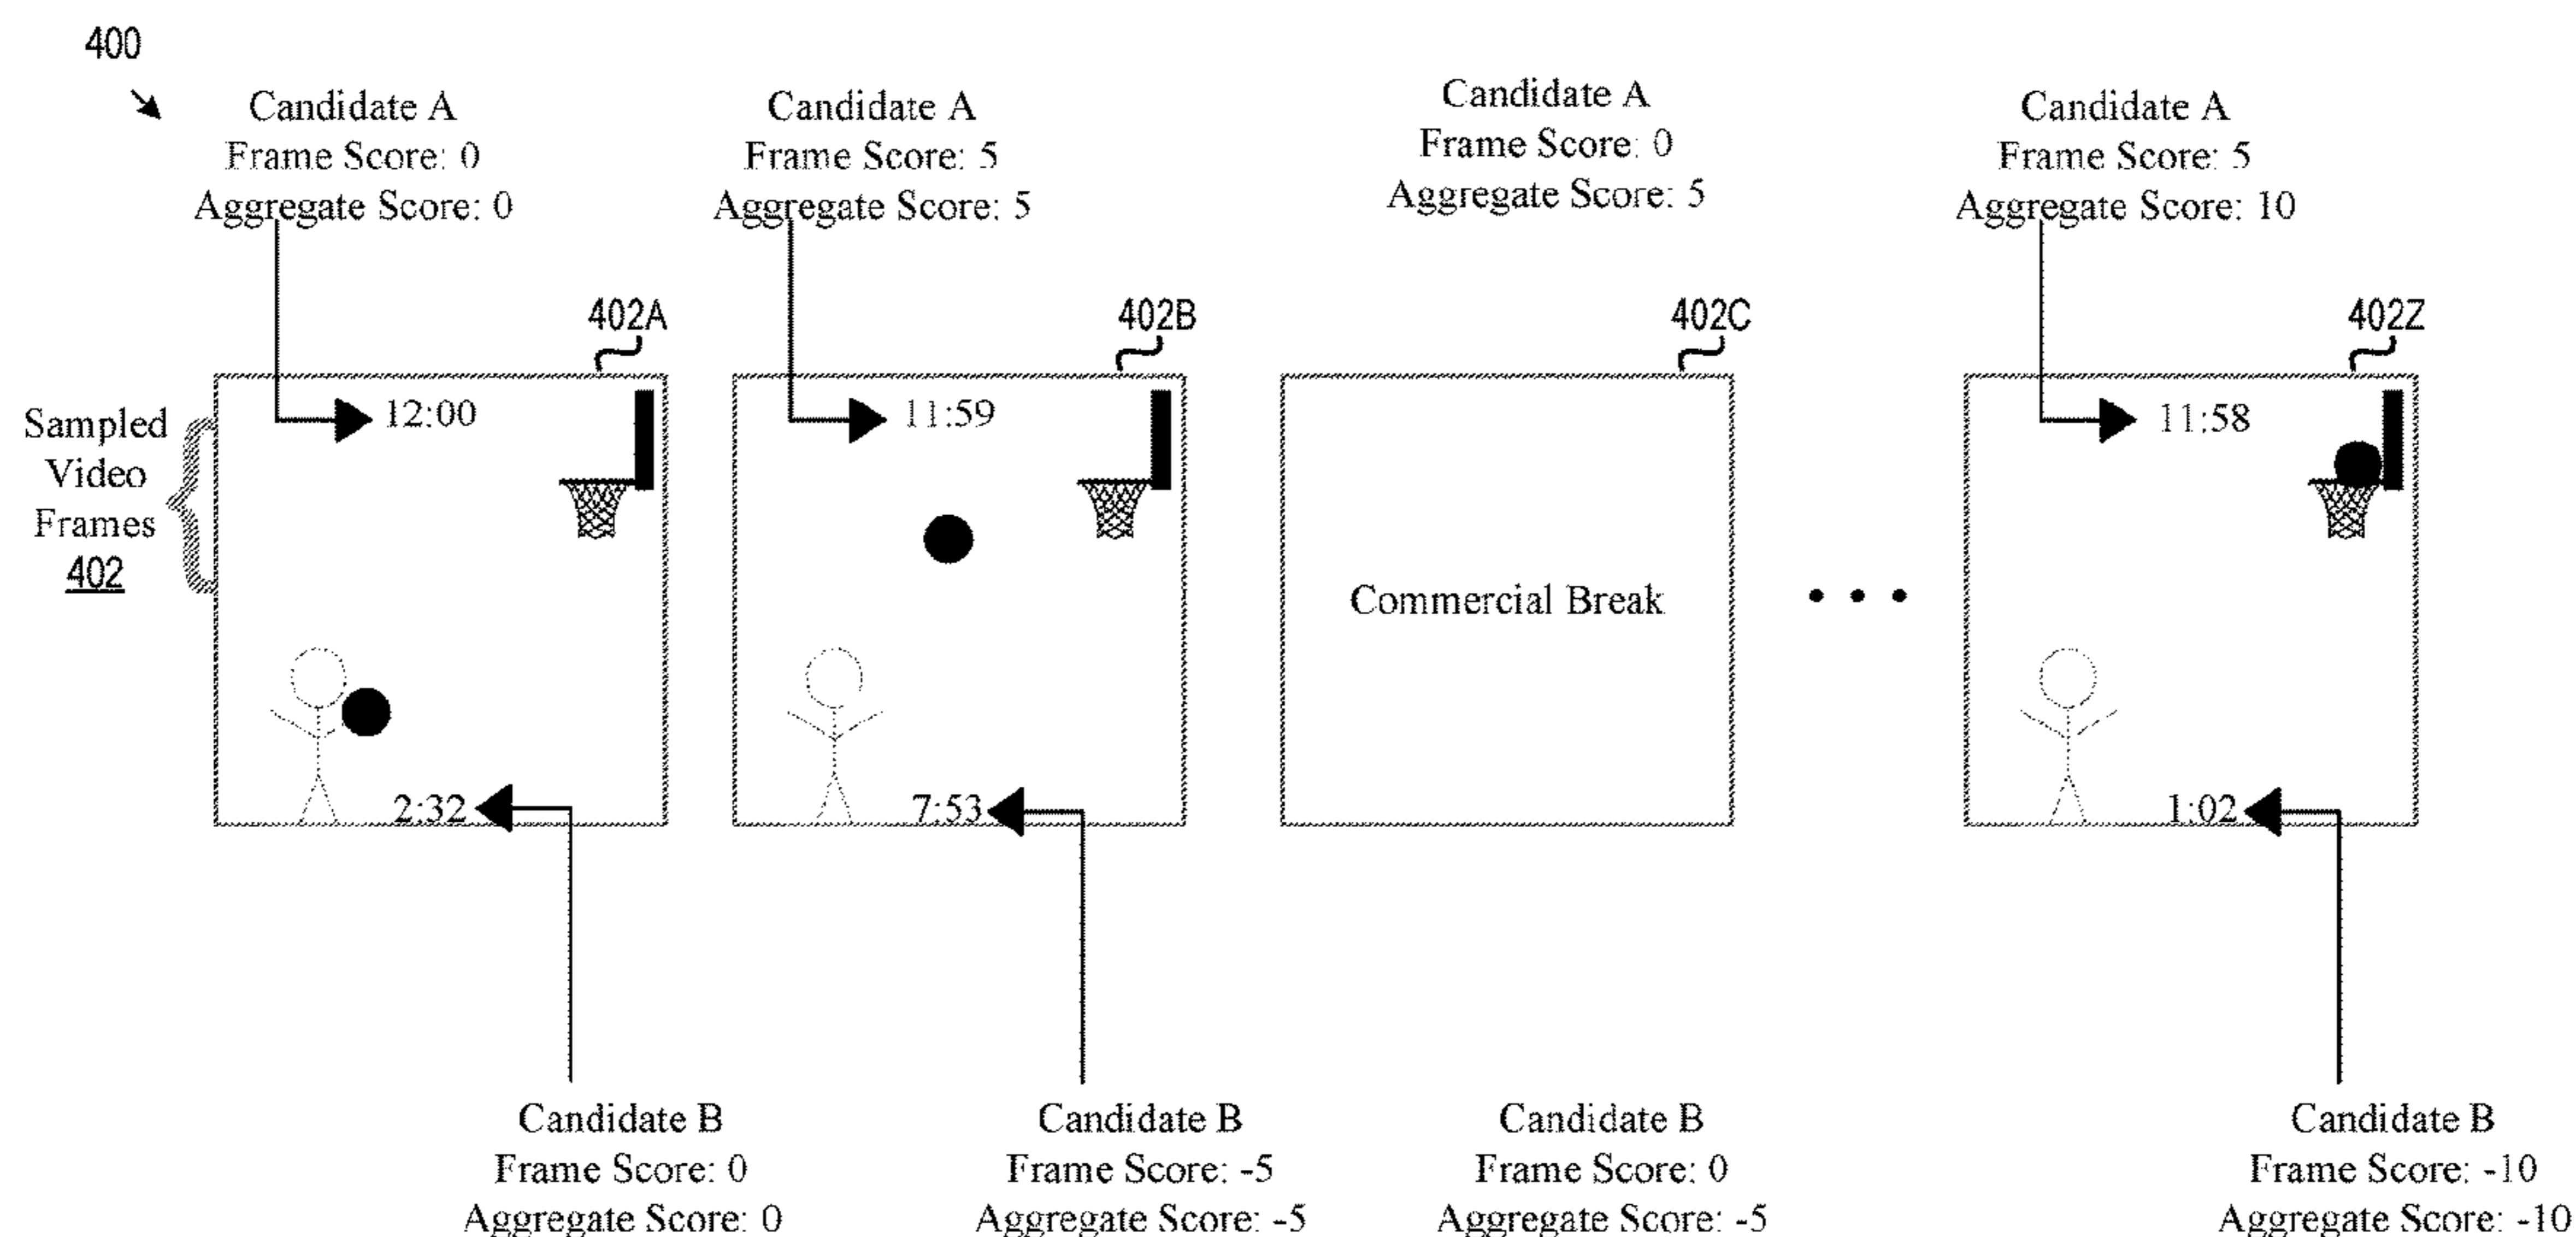 400
Candidate A
Frame Score: 0
Aggregate Score: 0
Candidate A
Frame Score: 5
Aggregate Score: 5
Candidate A
Frame Score: 0
Aggregate Score: 5
Candidate A
Frame Score: 5
Aggregate Score: 10
402A
402B
402C
402Z
Sampled
Video
Frames
402
12:00
11:59
11:58
Commercial Break
2:32
7:53
1:02
Candidate B
Frame Score: 0
Aggregate Score: 0
Candidate B
Frame Score: -5
Aggregate Score: -5
Candidate B
Frame Score: 0
Aggregate Score: -5
Candidate B
Frame Score: -10
Aggregate Score: -10